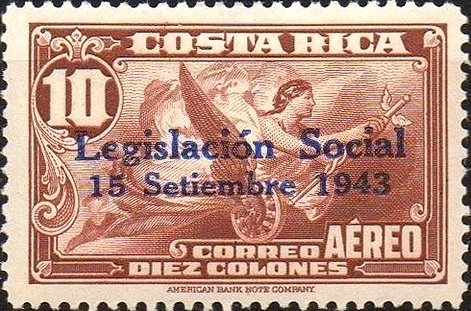 COSTA RICA
10
Legislación Social
15 Setiembre 1943
CORREO AÉREO
DIEZ COLONES
AMERICAN BANK NOTE COMPANY.